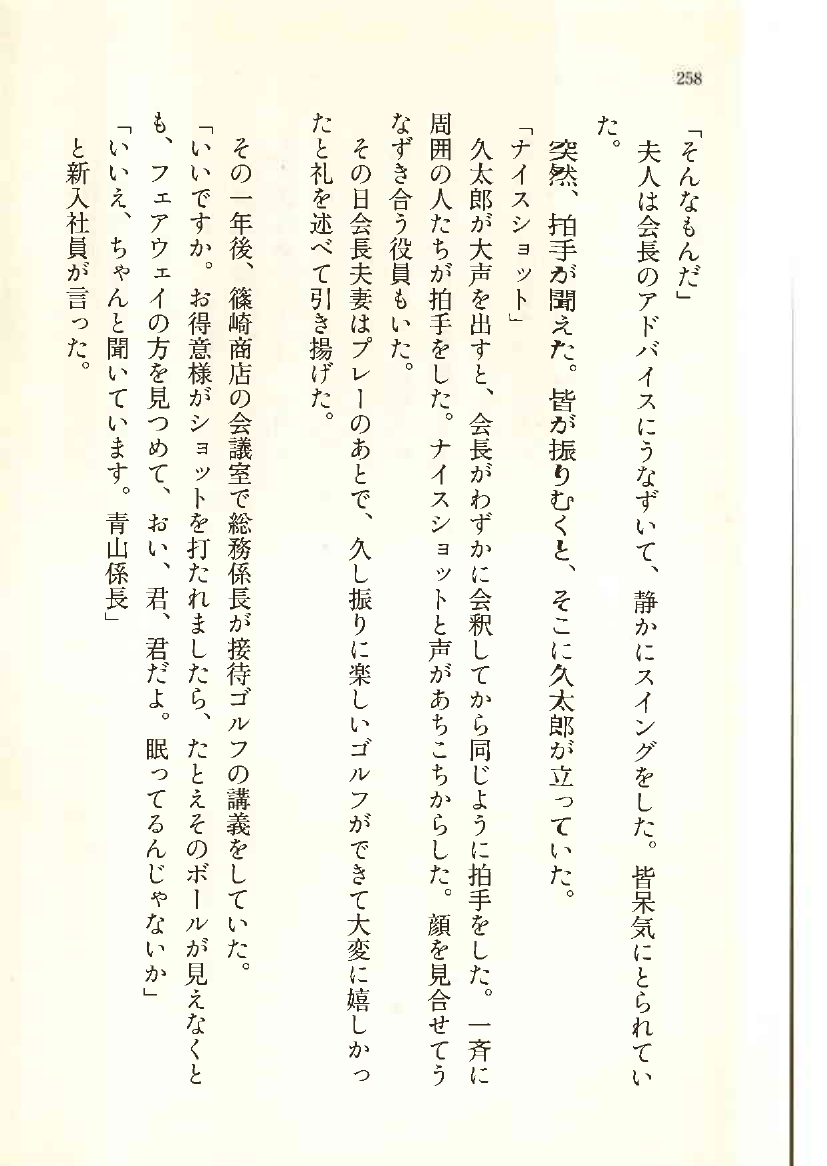 258
「そんなもんだ」
夫人は会長のアドバイスにうなずいて、静かにスイングをした。皆呆気にとられてい
た。
突然、拍手が聞えた。皆が振りむくと、そこに久太郎が立っていた。
「ナイスショット」
久太郎が大声を出すと、会長がわずかに会釈してから同じように拍手をした。一斉に
周囲の人たちが拍手をした。ナイスショットと声があちこちからした。顔を見合せてう
なずき合う役員もいた。
その日会長夫妻はプレーのあとで、久し振りに楽しいゴルフができて大変に嬉しかっ
たと礼を述べて引き揚げた。
その一年後、篠崎商店の会議室で総務係長が接待ゴルフの講義をしていた。
「いいですか。お得意様がショットを打たれましたら、たとえそのボールが見えなくと
も、フェアウェイの方を見つめて、おい、君、君だよ。眠ってるんじゃないか」
「いいえ、ちゃんと聞いています。青山係長」
と新入社員が言った。